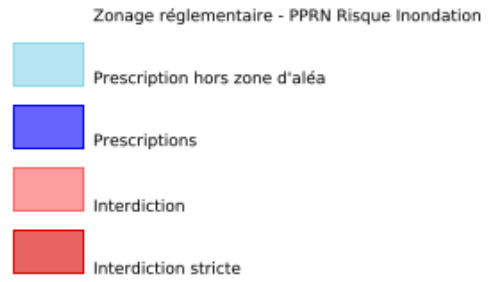 Zonage réglementaire - PPRN Risque Inondation
Prescription hors zone d'aléa
Prescriptions
Interdiction
Interdiction stricte